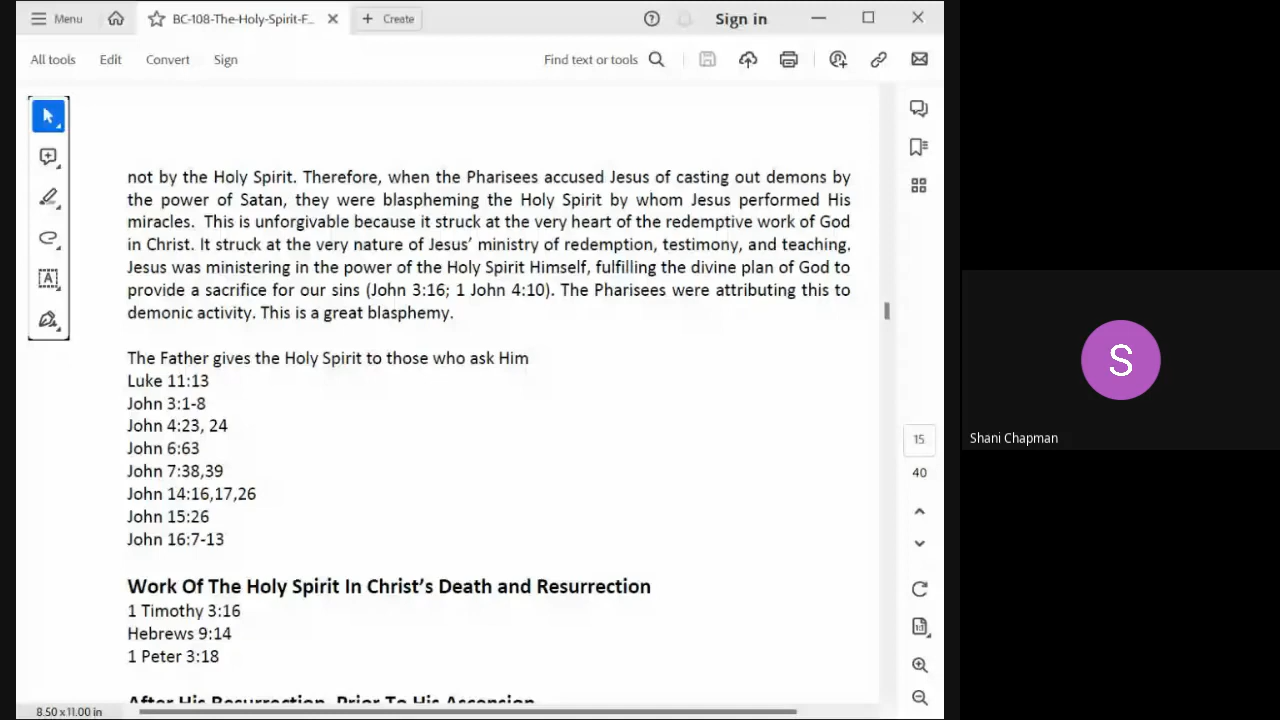 Menu
BC-108-The-Holy-Spirit-F...
Create
Sign in
All tools
Edit
Convert
Sign
Find text or tools
not by the Holy Spirit. Therefore, when the Pharisees accused Jesus of casting out demons by
the power of Satan, they were blaspheming the Holy Spirit by whom Jesus performed His
miracles. This is unforgivable because it struck at the very heart of the redemptive work of God
in Christ. It struck at the very nature of Jesus’ ministry of redemption, testimony, and teaching.
Jesus was ministering in the power of the Holy Spirit Himself, fulfilling the divine plan of God to
provide a sacrifice for our sins (John 3:16; 1 John 4:10). The Pharisees were attributing this to
demonic activity. This is a great blasphemy.
The Father gives the Holy Spirit to those who ask Him
Luke 11:13
John 3:1-8
John 4:23, 24
John 6:63
John 7:38,39
John 14:16,17,26
John 15:26
John 16:7-13
Work Of The Holy Spirit In Christ’s Death and Resurrection
1 Timothy 3:16
Hebrews 9:14
1 Peter 3:18
After His Resurrection, Prior To His Ascension
15
40
8.50 x 11.00 in
S
Shani Chapman